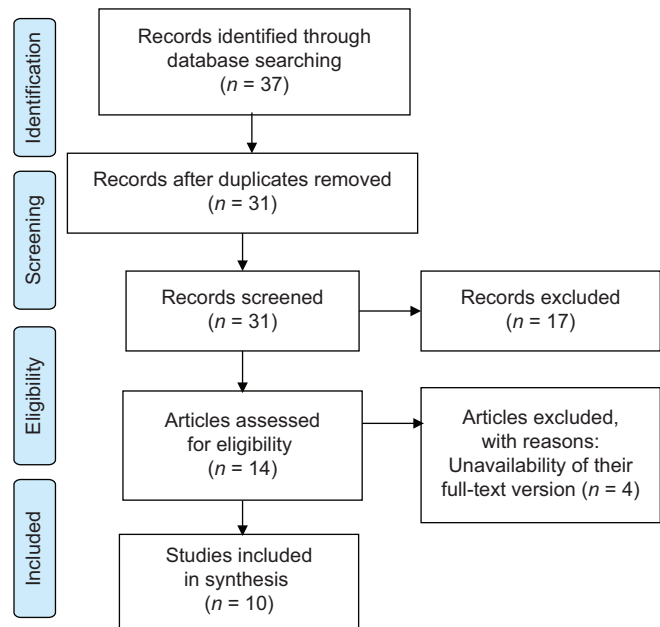 Identification
Records identified through
database searching
(n = 37)
Screening
Records after duplicates removed
(n = 31)
Records screened
(n = 31)
Records excluded
(n = 17)
Eligibility
Articles assessed
for eligibility
(n = 14)
Articles excluded,
with reasons:
Unavailability of their
full-text version (n = 4)
Included
Studies included
in synthesis
(n = 10)